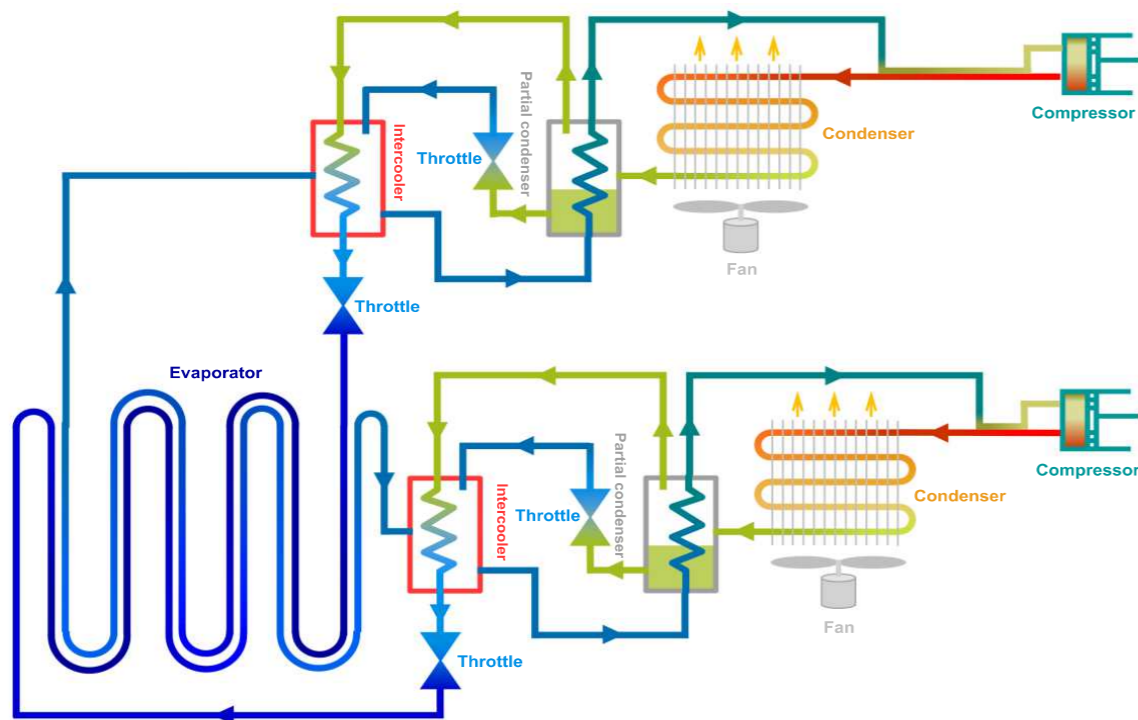 Partial condenser
Compressor
Condenser
Intercooler
Throttle
Fan
Throttle
Evaporator
Partial condenser
Compressor
Condenser
Intercooler
Throttle
Fan
Throttle